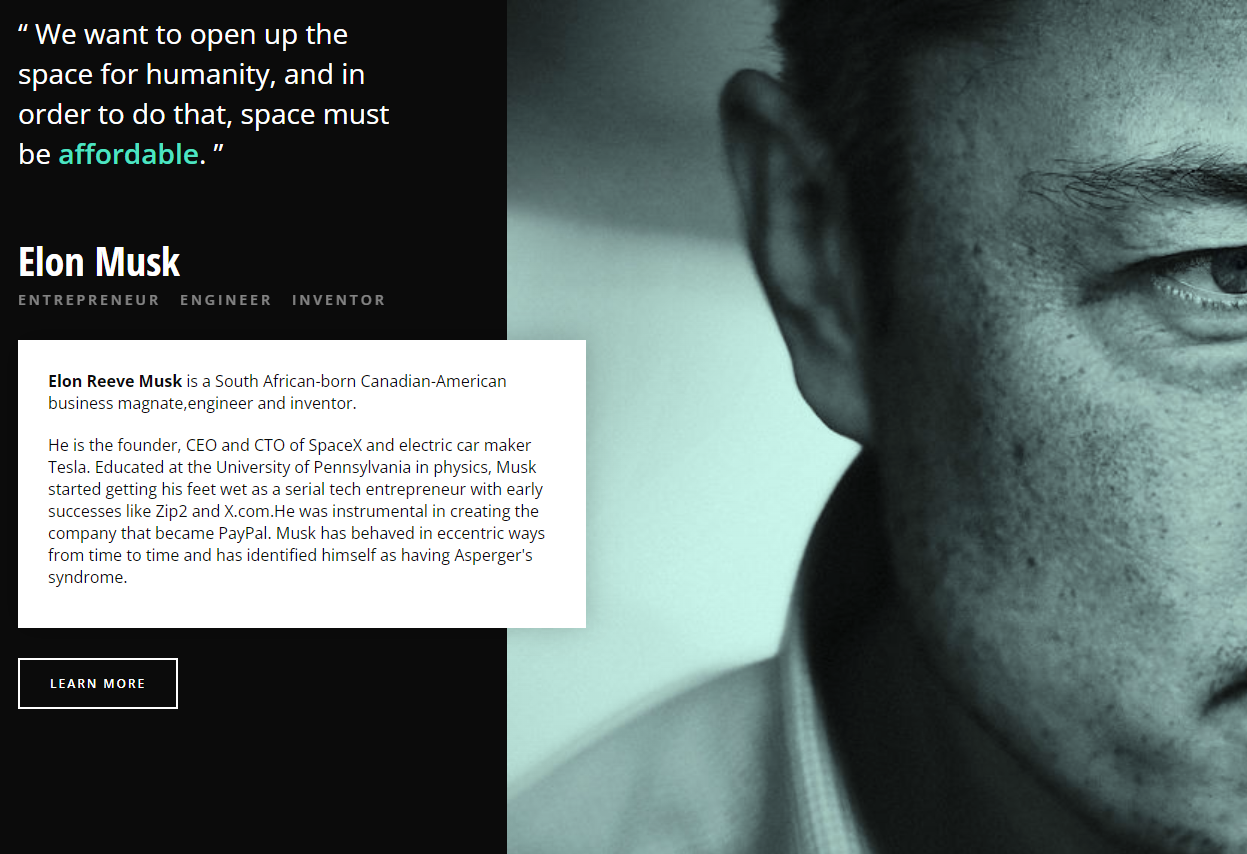 “ We want to open up the
space for humanity, and in
order to do that, space must
be affordable. ”
Elon Musk
ENTREPRENEUR ENGINEER INVENTOR
Elon Reeve Musk is a South African-born Canadian-American
business magnate,engineer and inventor.
He is the founder, CEO and CTO of SpaceX and electric car maker
Tesla. Educated at the University of Pennsylvania in physics, Musk
started getting his feet wet as a serial tech entrepreneur with early
successes like Zip2 and X.com.He was instrumental in creating the
company that became PayPal. Musk has behaved in eccentric ways
from time to time and has identified himself as having Asperger's
syndrome.
LEARN MORE